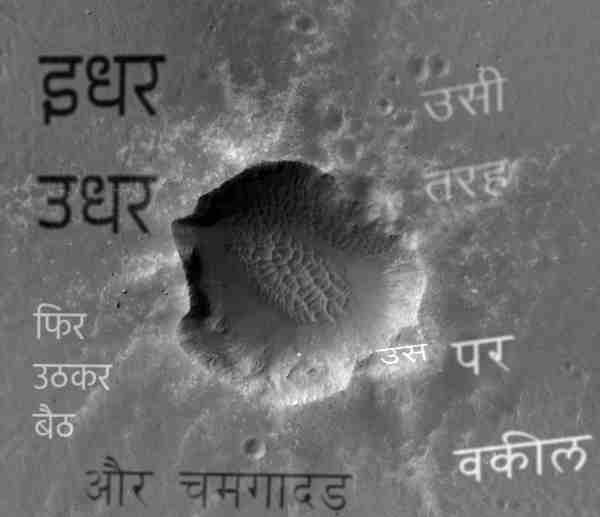 इधर
उधर
उसी
तरह
फिर
उठकर
बैठ
उस पर
वकील
और चमगादड़